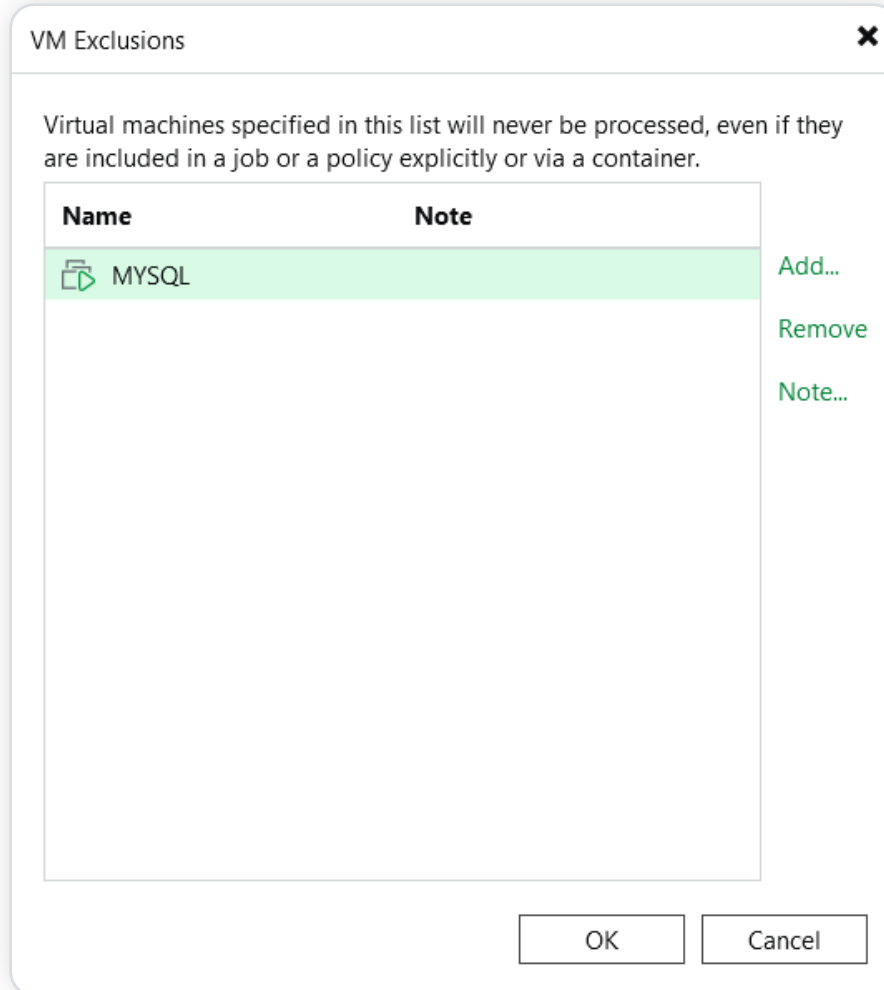 VM Exclusions
Virtual machines specified in this list will never be processed, even if they
are included in a job or a policy explicitly or via a container.
Name Note
MYSQL
Add...
Remove
Note...
OK Cancel